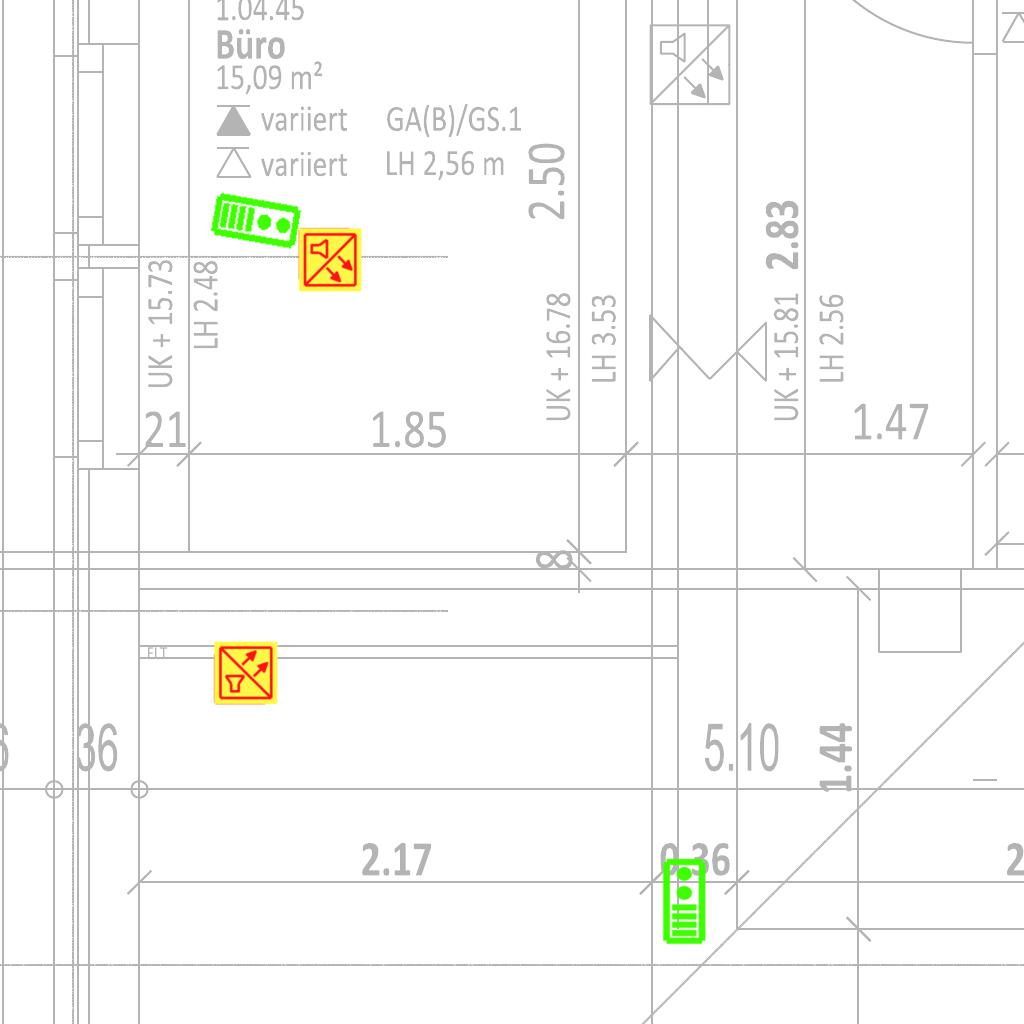 1.04.45
Büro
15,09 m²
variiert GA(B)/GS.1
variiert LH 2,56 m
2.50
2.83
UK + 15.73
LH 2.48
UK + 16.78
LH 3.53
UK + 15.81
LH 2.56
21
1.85
1.47
8
FLT
36
5.10
1.44
2.17
0.36
2